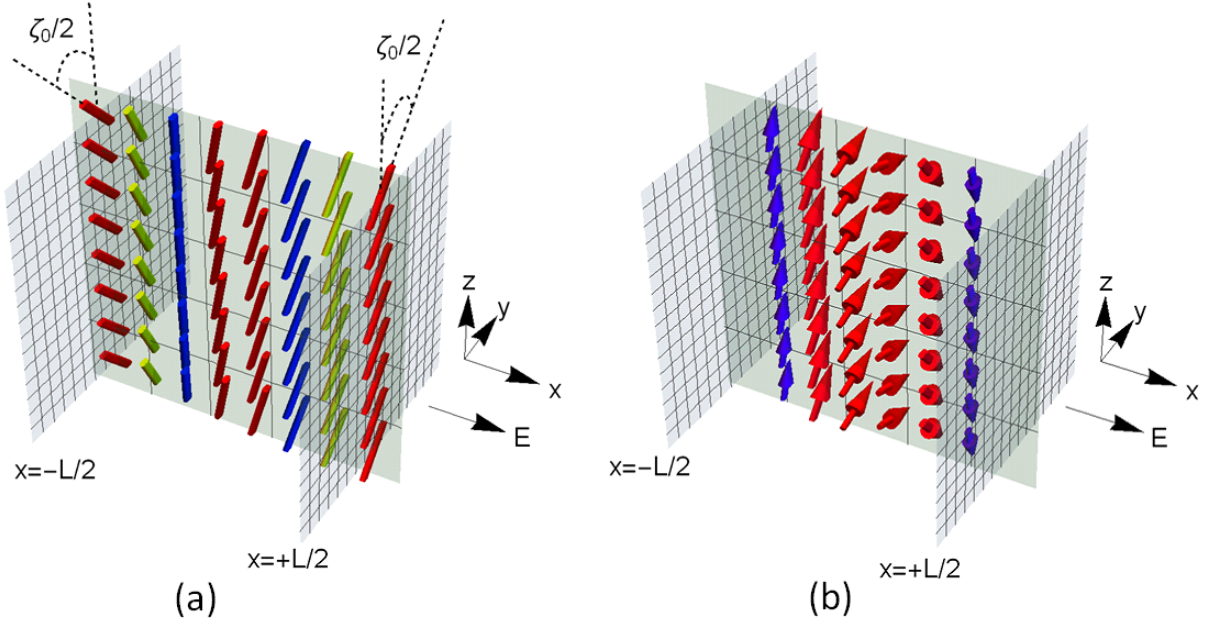 ζ₀/2
ζ₀/2
z
y
x
E
x=-L/2
x=+L/2
(a)
z
y
x
E
x=-L/2
x=+L/2
(b)